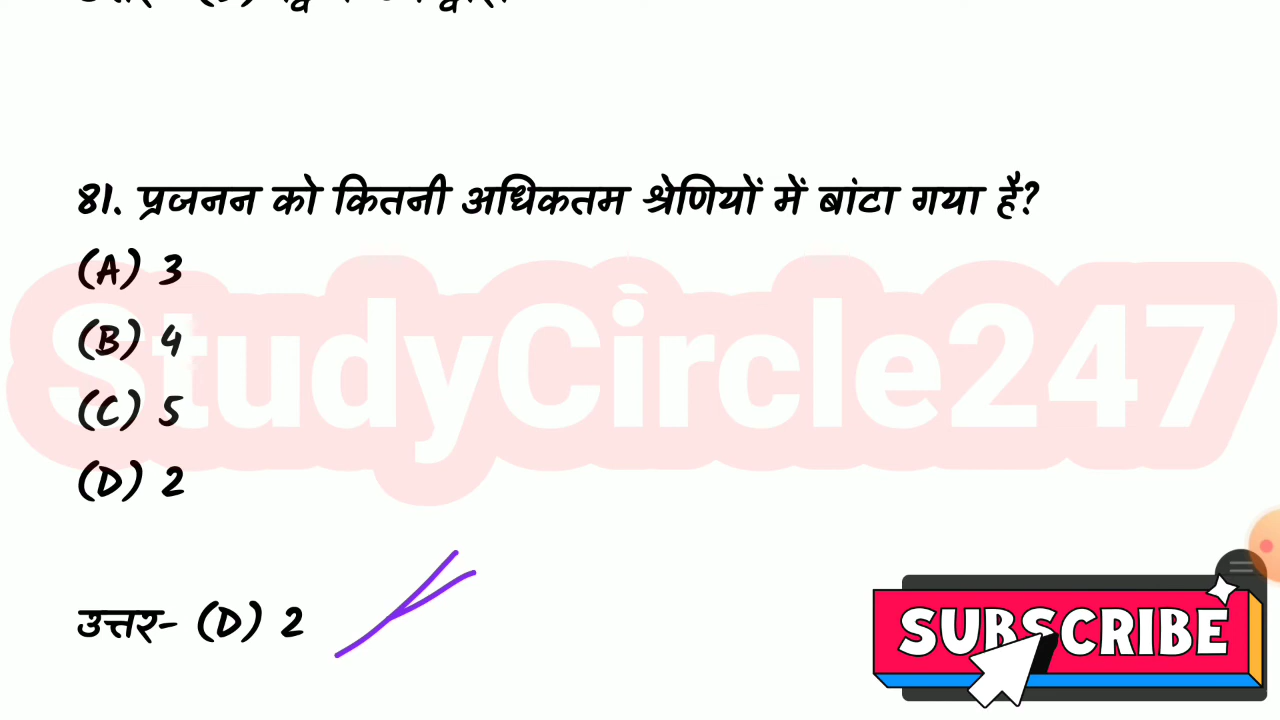 81. प्रजनन को कितनी अधिकतम श्रेणियों में बांटा गया है?
(A) 3
(B) 4
(C) 5
(D) 2
StudyCircle247
उत्तर- (D) 2
SUBSCRIBE